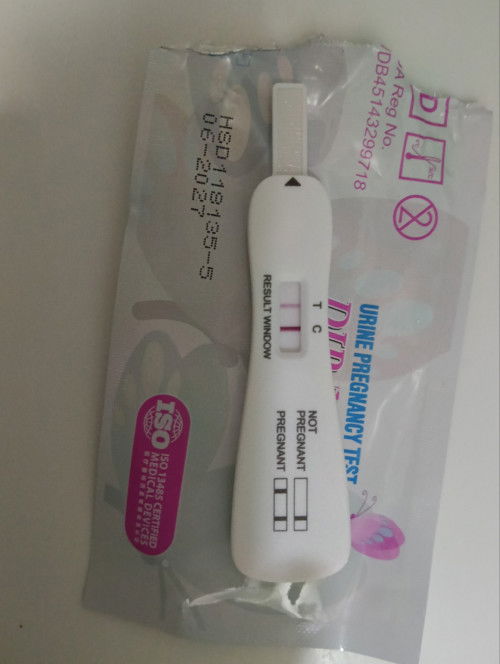 HSD118135-5
06-2027
A Reg No.
DB45143299718
URINE PREGNANCY TEST
T C
RESULT WINDOW
NOT
PREGNANT
PREGNANT
ISO
ISO 13485 CERTIFIED
MEDICAL DEVICES